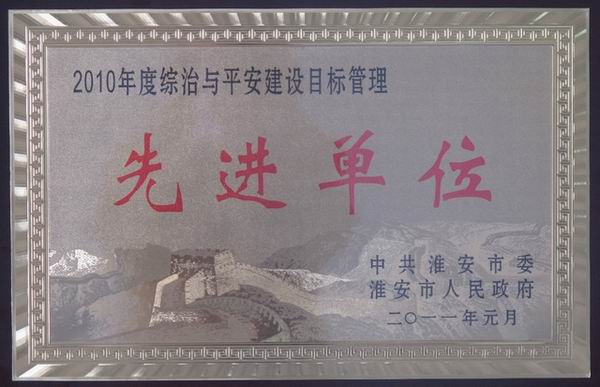 2010年度综治与平安建设目标管理
先进单位
中共淮安市委
淮安市人民政府
二〇一一年元月